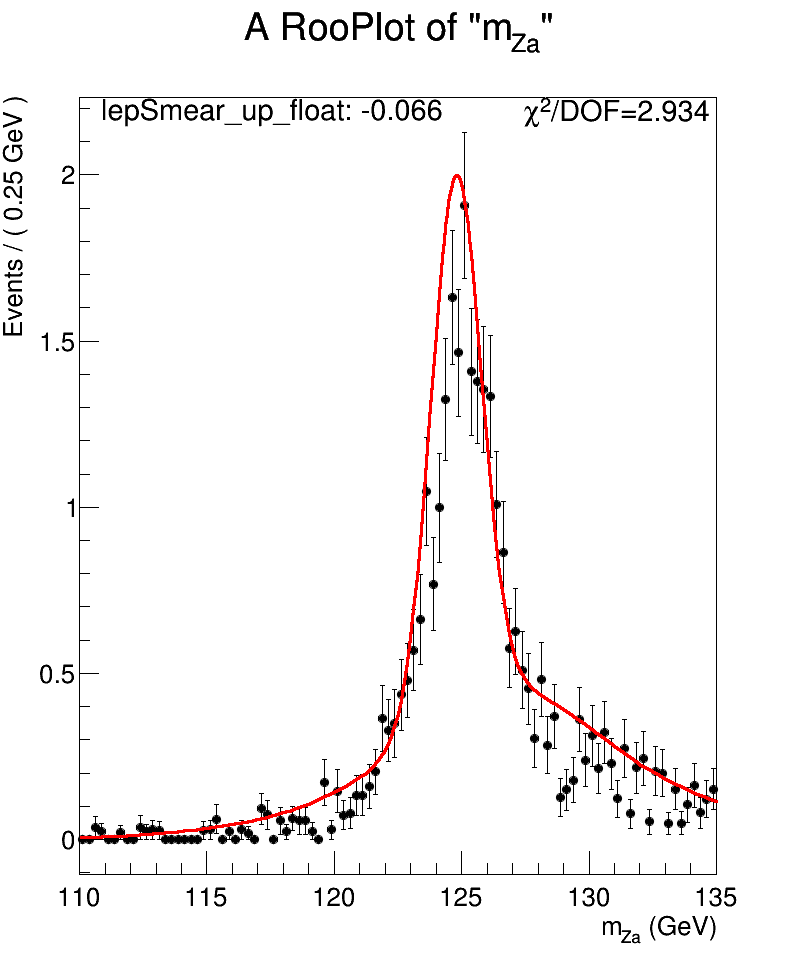 A RooPlot of "m_Za"
lepSmear_up_float: -0.066
χ²/DOF=2.934
Events / ( 0.25 GeV )
2
1.5
1
0.5
0
110 115 120 125 130 135
m_Za (GeV)